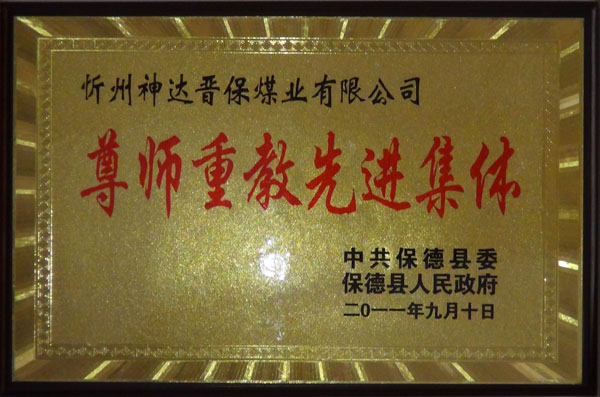 忻州神达晋保煤业有限公司
尊师重教先进集体
中共保德县委
保德县人民政府
二0一一年九月十日